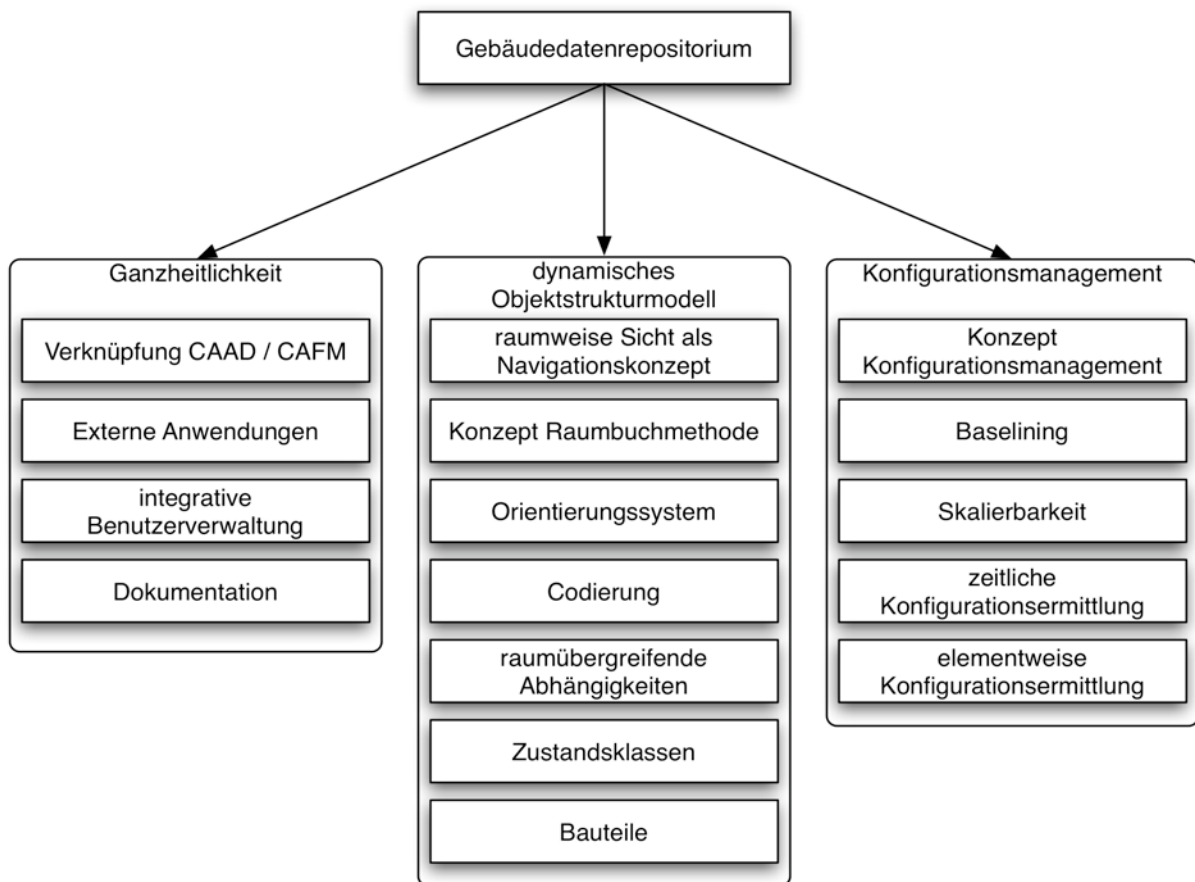 Gebäudedatenrepositorium
Ganzheitlichkeit
Verknüpfung CAAD / CAFM
Externe Anwendungen
integrative
Benutzerverwaltung
Dokumentation
dynamisches
Objektstrukturmodell
raumweise Sicht als
Navigationskonzept
Konzept Raumbuchmethode
Orientierungssystem
Codierung
raumübergreifende
Abhängigkeiten
Zustandsklassen
Bauteile
Konfigurationsmanagement
Konzept
Konfigurationsmanagement
Baselining
Skalierbarkeit
zeitliche
Konfigurationsermittlung
elementweise
Konfigurationsermittlung